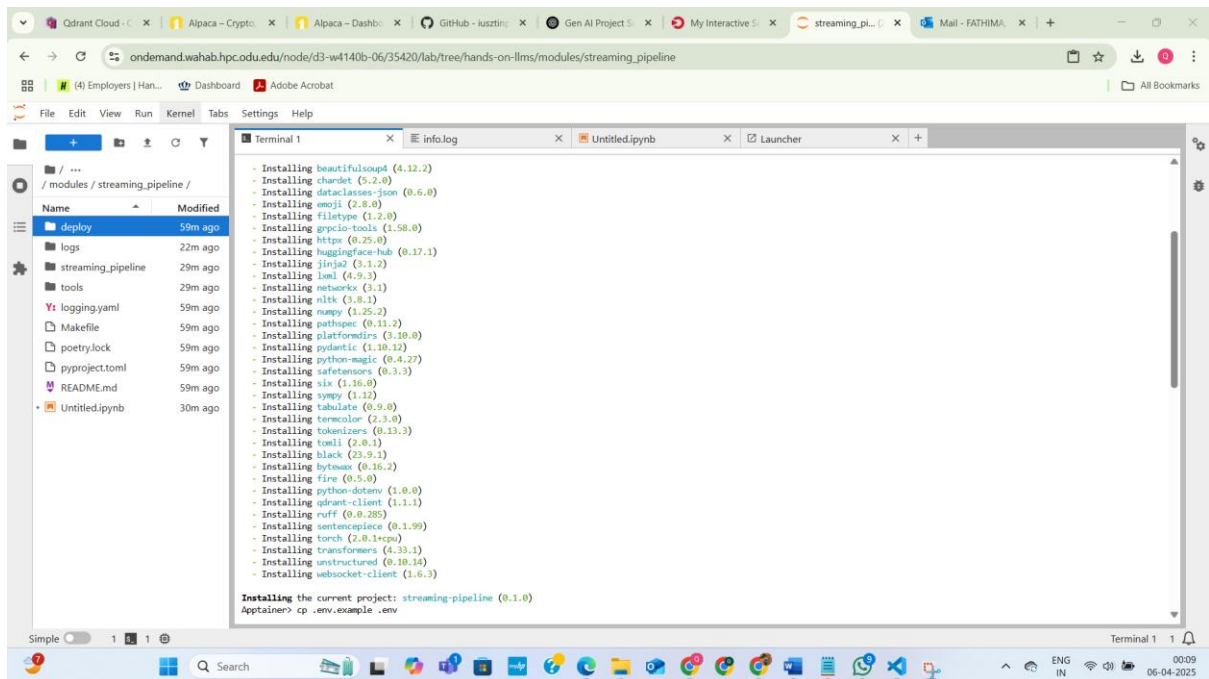 Qdrant Cloud - C
Alpaca – Crypto,
Alpaca – Dashbo
GitHub - iusztin
Gen AI Project S
My Interactive S
streaming_pi...
Mail - FATHIMA,
ondemand.wahab.hpc.odu.edu/node/d3-w4140b-06/35420/lab/tree/hands-on-llms/modules/streaming_pipeline
(4) Employers | Han...
Dashboard
Adobe Acrobat
All Bookmarks
File Edit View Run Kernel Tabs Settings Help
Terminal 1
info.log
Untitled.ipynb
Launcher
/ ...
/ modules / streaming_pipeline /
Name Modified
deploy 59m ago
logs 22m ago
streaming_pipeline 29m ago
tools 29m ago
logging.yaml 59m ago
Makefile 59m ago
poetry.lock 59m ago
pyproject.toml 59m ago
README.md 59m ago
Untitled.ipynb 30m ago
- Installing beautifulsoup4 (4.12.2)
- Installing chardet (5.2.0)
- Installing dataclasses-json (0.6.0)
- Installing emoji (2.8.0)
- Installing filetype (1.2.0)
- Installing grpcio-tools (1.58.0)
- Installing httpx (0.25.0)
- Installing huggingface-hub (0.17.1)
- Installing jinja2 (3.1.2)
- Installing lxml (4.9.3)
- Installing networkx (3.1)
- Installing nltk (3.8.1)
- Installing numpy (1.25.2)
- Installing pathspec (0.11.2)
- Installing platformdirs (3.10.0)
- Installing pydantic (1.10.12)
- Installing python-magic (0.4.27)
- Installing safetensors (0.3.3)
- Installing six (1.16.0)
- Installing sympy (1.12)
- Installing tabulate (0.9.0)
- Installing termcolor (2.3.0)
- Installing tokenizers (0.13.3)
- Installing tomli (2.0.1)
- Installing black (23.9.1)
- Installing bytewax (0.16.2)
- Installing fire (0.5.0)
- Installing python-dotenv (1.0.0)
- Installing qdrant-client (1.1.1)
- Installing ruff (0.0.285)
- Installing sentencepiece (0.1.99)
- Installing torch (2.0.1+cpu)
- Installing transformers (4.33.1)
- Installing unstructured (0.10.14)
- Installing websocket-client (1.6.3)
Installing the current project: streaming-pipeline (0.1.0)
Apptainer> cp .env.example .env
Simple 1 1 Terminal 1 1
Search
ENG
IN
00:09
06-04-2025